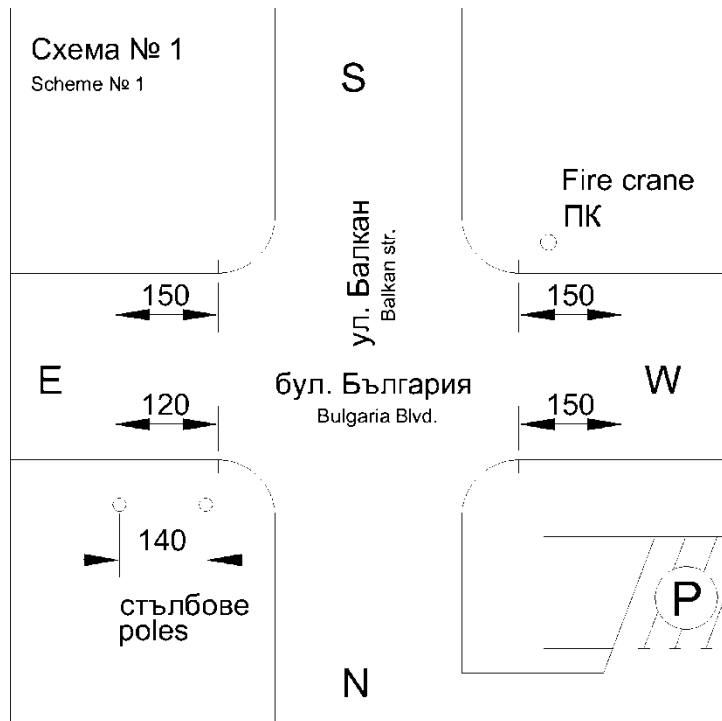 Схема № 1
Scheme № 1
S
Fire crane
ПК
ул. Балкан
Balkan str.
150
150
E
бул. България
Bulgaria Blvd.
W
120
150
140
стълбове
poles
P
N